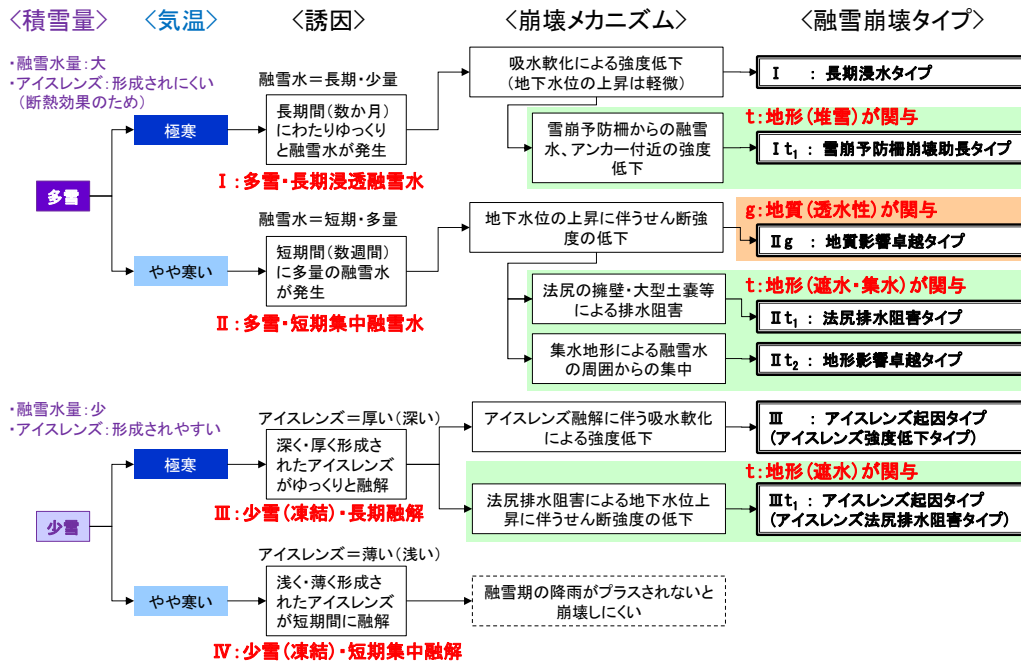 <積雪量>
<気温>
<誘因>
<崩壊メカニズム>
<融雪崩壊タイプ>
・融雪水量:大
・アイスレンズ:形成されにくい
(断熱効果のため)
多雪
極寒
融雪水=長期・少量
長期間(数か月)
にわたりゆっくり
と融雪水が発生
Ⅰ:多雪・長期浸透融雪水
吸水軟化による強度低下
(地下水位の上昇は軽微)
Ⅰ : 長期浸水タイプ
t:地形(堆雪)が関与
雪崩予防柵からの融雪
水、アンカー付近の強度
低下
Ⅰt₁ : 雪崩予防柵崩壊助長タイプ
やや寒い
融雪水=短期・多量
短期間(数週間)
に多量の融雪水
が発生
Ⅱ:多雪・短期集中融雪水
地下水位の上昇に伴うせん断強
度の低下
g:地質(透水性)が関与
Ⅱg : 地質影響卓越タイプ
t:地形(遮水・集水)が関与
法尻の擁壁・大型土嚢等
による排水阻害
Ⅱt₁ : 法尻排水阻害タイプ
集水地形による融雪水
の周囲からの集中
Ⅱt₂ : 地形影響卓越タイプ
・融雪水量:少
・アイスレンズ:形成されやすい
少雪
極寒
アイスレンズ=厚い(深い)
深く・厚く形成さ
れたアイスレンズ
がゆっくりと融解
Ⅲ:少雪(凍結)・長期融解
アイスレンズ融解に伴う吸水軟化
による強度低下
Ⅲ : アイスレンズ起因タイプ
(アイスレンズ強度低下タイプ)
t:地形(遮水)が関与
法尻排水阻害による地下水位上
昇に伴うせん断強度の低下
Ⅲt₁ : アイスレンズ起因タイプ
(アイスレンズ法尻排水阻害タイプ)
やや寒い
アイスレンズ=薄い(浅い)
浅く・薄く形成さ
れたアイスレンズ
が短期間に融解
Ⅳ:少雪(凍結)・短期集中融解
融雪期の降雨がプラスされないと
崩壊しにくい